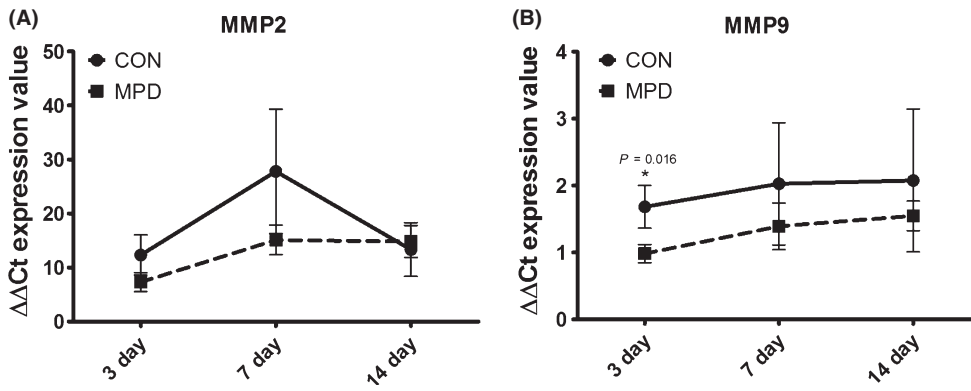 (A)
MMP2
ΔΔCt expression value
50
40
30
20
10
0
CON
MPD
3 day
7 day
14 day
(B)
MMP9
ΔΔCt expression value
4
3
2
1
0
CON
MPD
P = 0.016
*
3 day
7 day
14 day